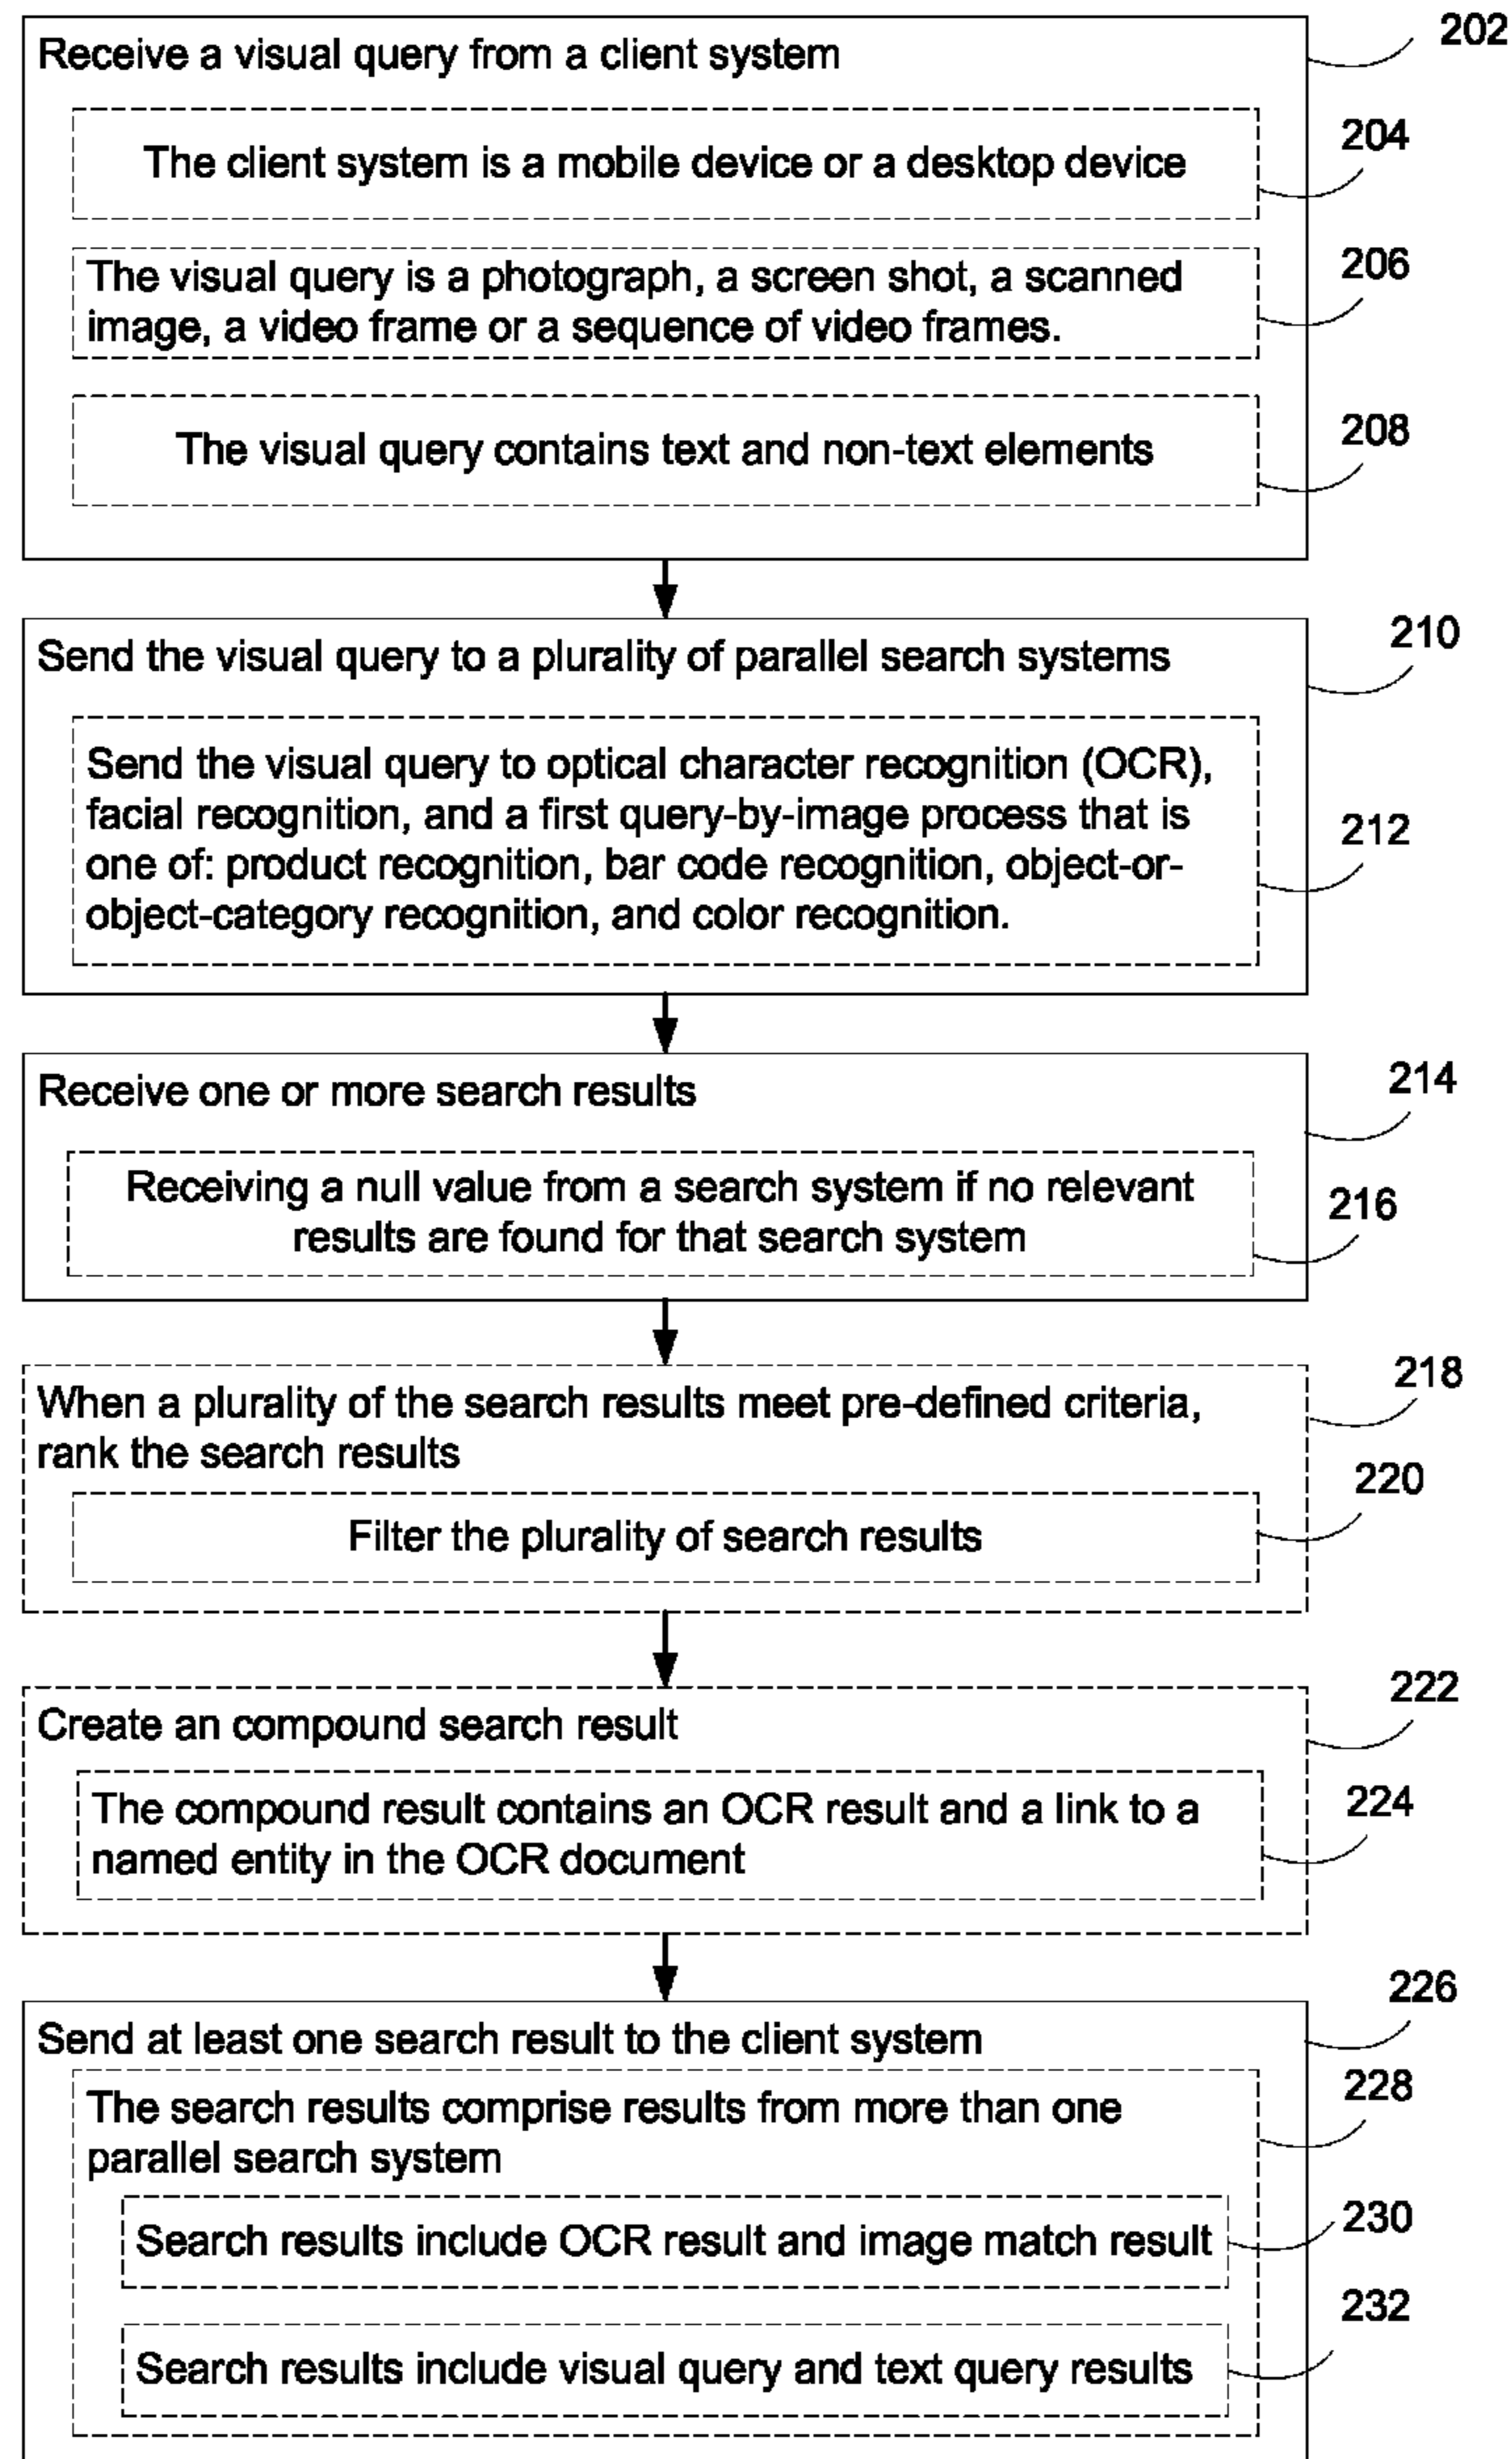 Receive a visual query from a client system
202
The client system is a mobile device or a desktop device
204
The visual query is a photograph, a screen shot, a scanned
image, a video frame or a sequence of video frames.
206
The visual query contains text and non-text elements
208
Send the visual query to a plurality of parallel search systems
210
Send the visual query to optical character recognition (OCR),
facial recognition, and a first query-by-image process that is
one of: product recognition, bar code recognition, object-or-
object-category recognition, and color recognition.
212
Receive one or more search results
214
Receiving a null value from a search system if no relevant
results are found for that search system
216
When a plurality of the search results meet pre-defined criteria,
rank the search results
218
Filter the plurality of search results
220
Create an compound search result
222
The compound result contains an OCR result and a link to a
named entity in the OCR document
224
Send at least one search result to the client system
226
The search results comprise results from more than one
parallel search system
228
Search results include OCR result and image match result
230
Search results include visual query and text query results
232